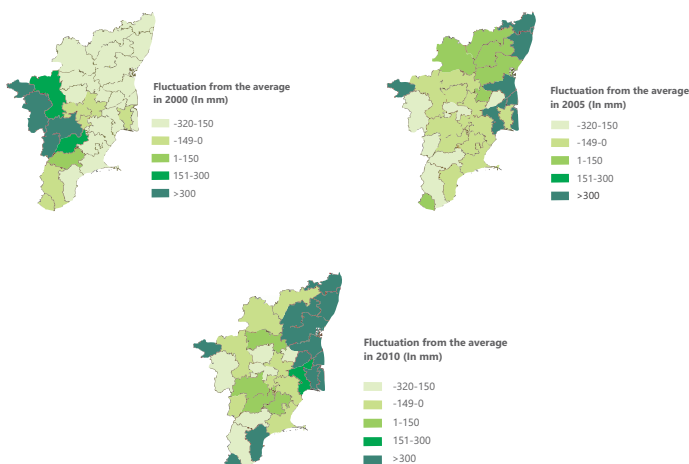 Fluctuation from the average
in 2000 (In mm)
-320-150
-149-0
1-150
151-300
>300
Fluctuation from the average
in 2005 (In mm)
-320-150
-149-0
1-150
151-300
>300
Fluctuation from the average
in 2010 (In mm)
-320-150
-149-0
1-150
151-300
>300